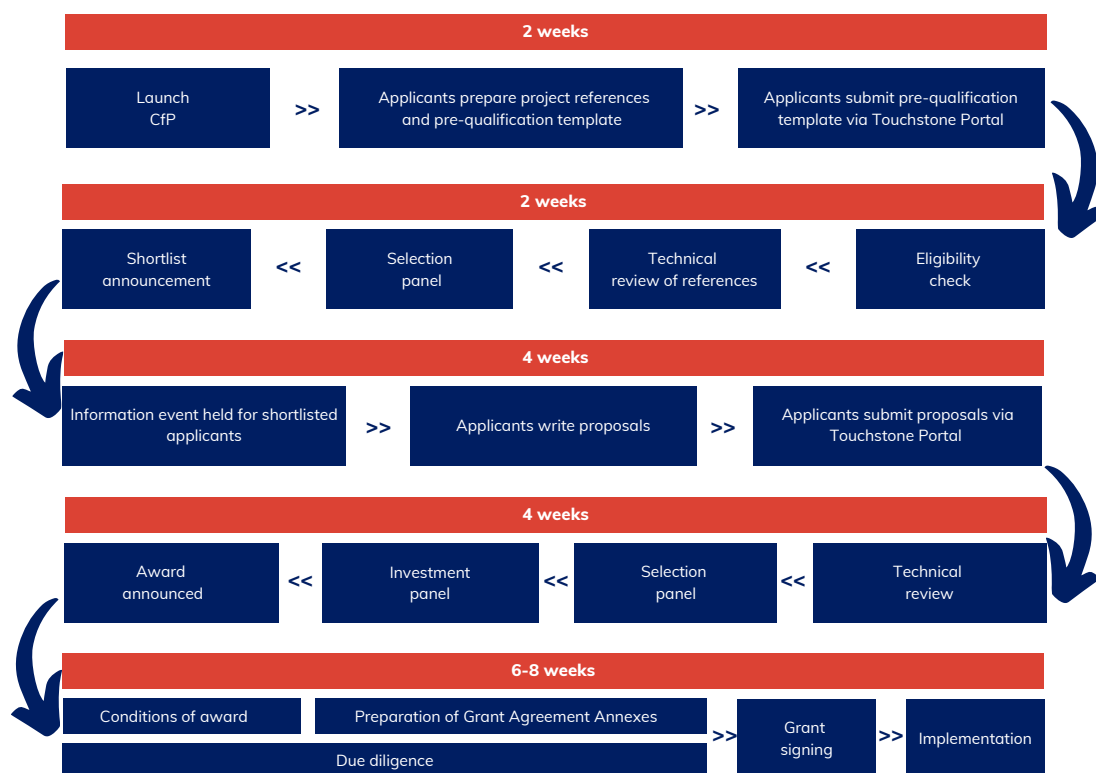 2 weeks
Launch
CfP
>>
Applicants prepare project references
and pre-qualification template
>>
Applicants submit pre-qualification
template via Touchstone Portal
2 weeks
Shortlist
announcement
<<
Selection
panel
<<
Technical
review of references
<<
Eligibility
check
4 weeks
Information event held for shortlisted
applicants
>>
Applicants write proposals
>>
Applicants submit proposals via
Touchstone Portal
4 weeks
Award
announced
<<
Investment
panel
<<
Selection
panel
<<
Technical
review
6-8 weeks
Conditions of award
Preparation of Grant Agreement Annexes
Due diligence
>>
Grant
signing
>>
Implementation